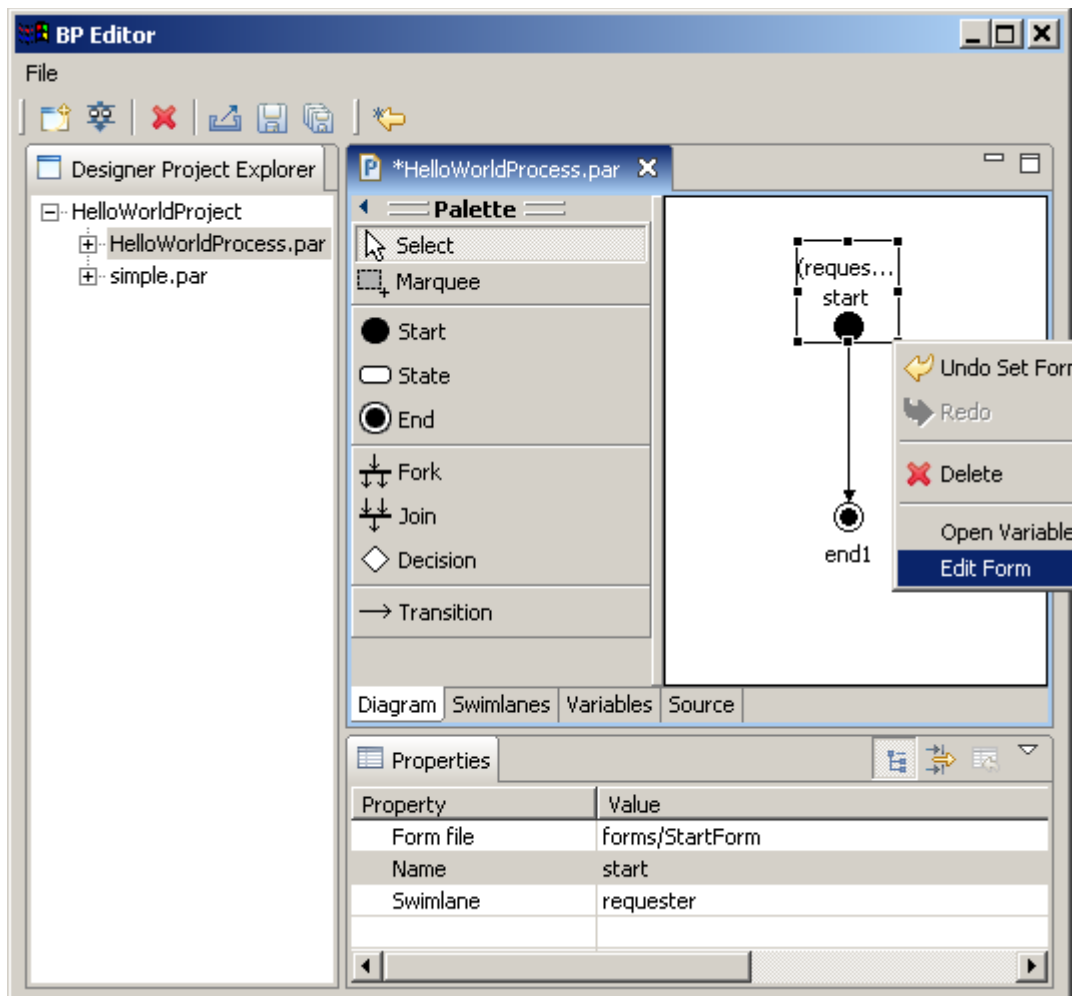 BP Editor
File
Designer Project Explorer
HelloWorldProject
HelloWorldProcess.par
simple.par
*HelloWorldProcess.par
Palette
Select
Marquee
Start
State
End
Fork
Join
Decision
Transition
(reques...
start
end1
Undo Set For
Redo
Delete
Open Variable
Edit Form
Diagram Swimlanes Variables Source
Properties
Property Value
Form file forms/StartForm
Name start
Swimlane requester